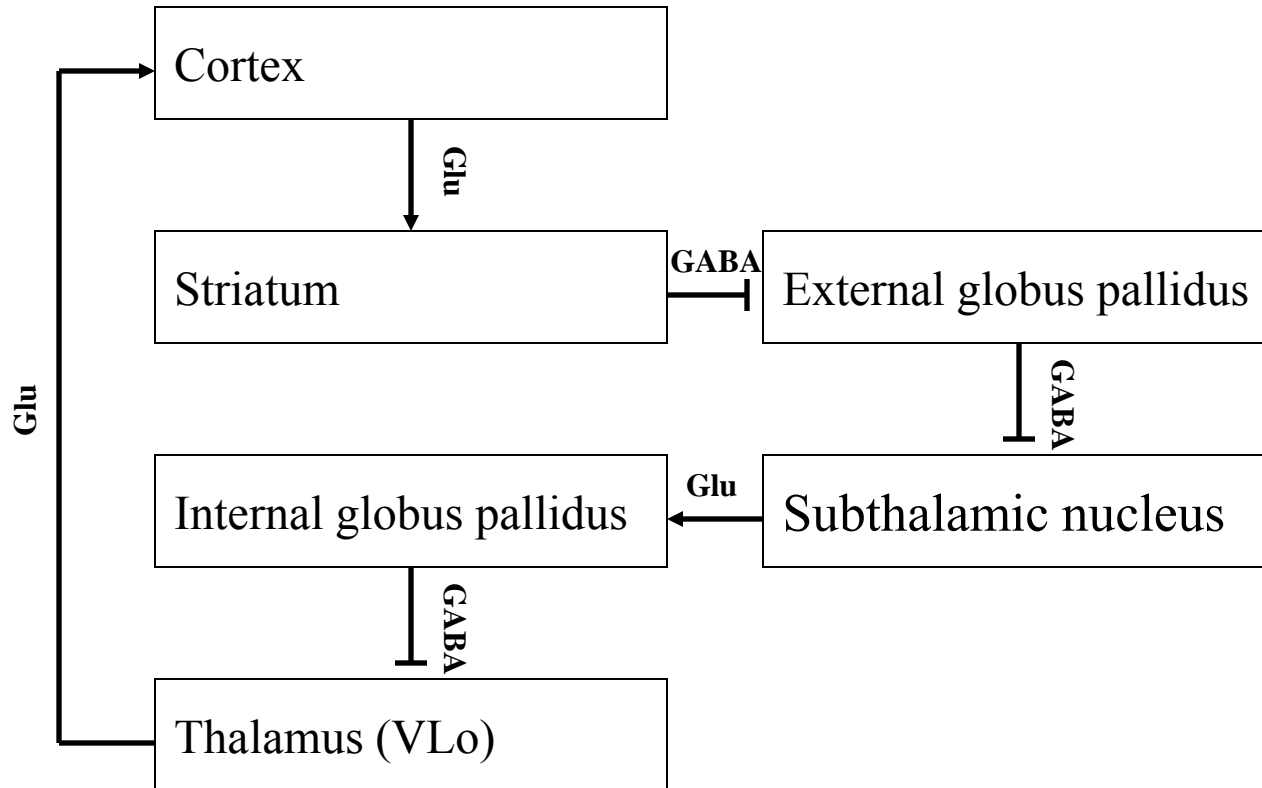 Cortex
Glu
Striatum
GABA
External globus pallidus
Glu
GABA
Internal globus pallidus
Glu
Subthalamic nucleus
GABA
Thalamus (VLo)